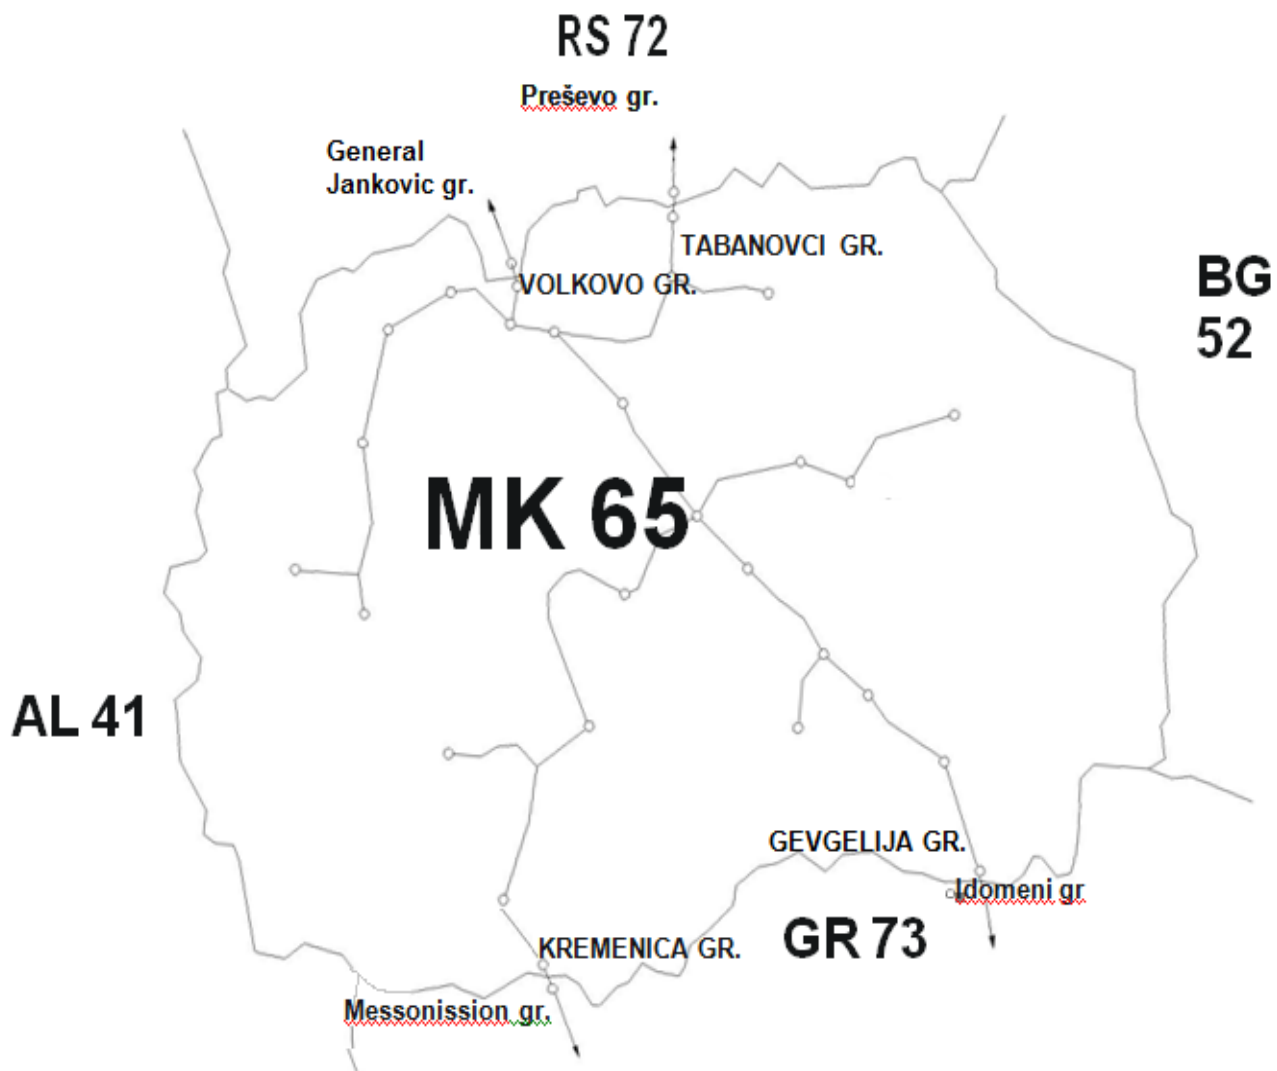 RS 72
Preševo gr.
General
Jankovic gr.
TABANOVCI GR.
VOLKOVO GR.
BG
52
MK 65
AL 41
GEVGELIJA GR.
Idomeni gr
GR 73
KREMENICA GR.
Messonission gr.